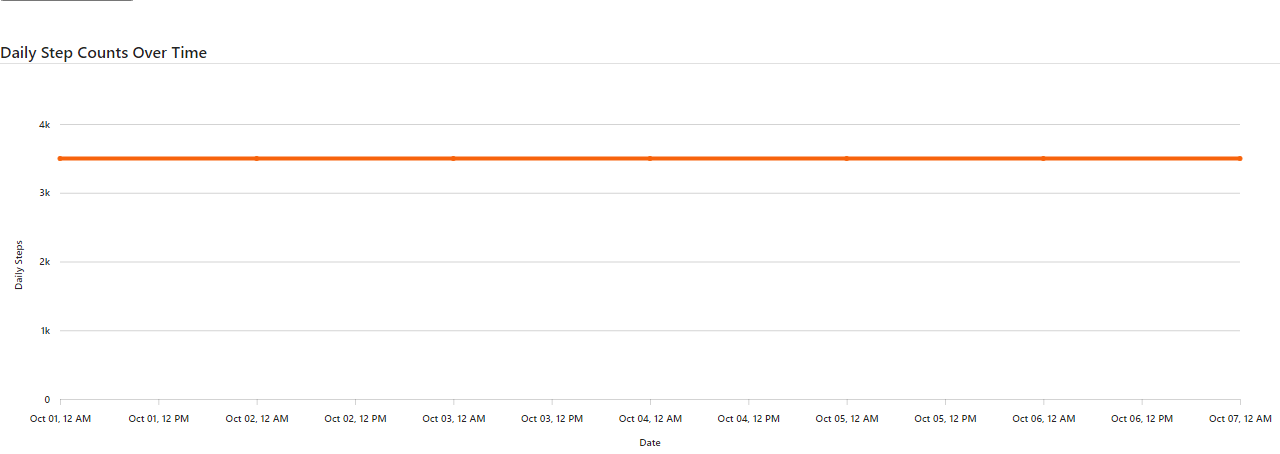 Daily Step Counts Over Time
4k
3k
2k
1k
0
Daily Steps
Oct 01, 12 AM Oct 01, 12 PM Oct 02, 12 AM Oct 02, 12 PM Oct 03, 12 AM Oct 03, 12 PM Oct 04, 12 AM Oct 04, 12 PM Oct 05, 12 AM Oct 05, 12 PM Oct 06, 12 AM Oct 06, 12 PM Oct 07, 12 AM
Date